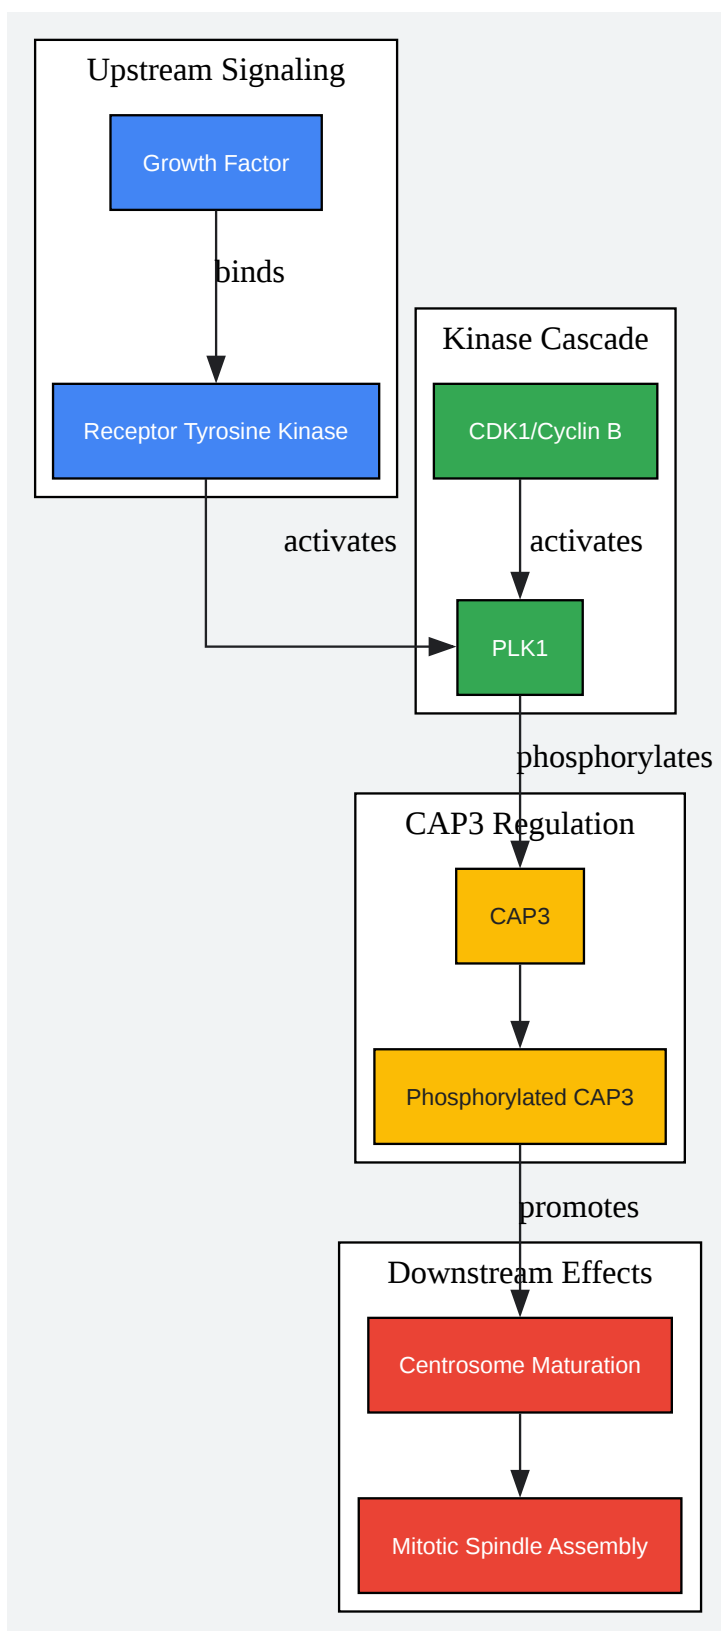 Upstream Signaling
Growth Factor
binds
Receptor Tyrosine Kinase
activates
Kinase Cascade
CDK1/Cyclin B
activates
PLK1
phosphorylates
CAP3 Regulation
CAP3
Phosphorylated CAP3
promotes
Downstream Effects
Centrosome Maturation
Mitotic Spindle Assembly